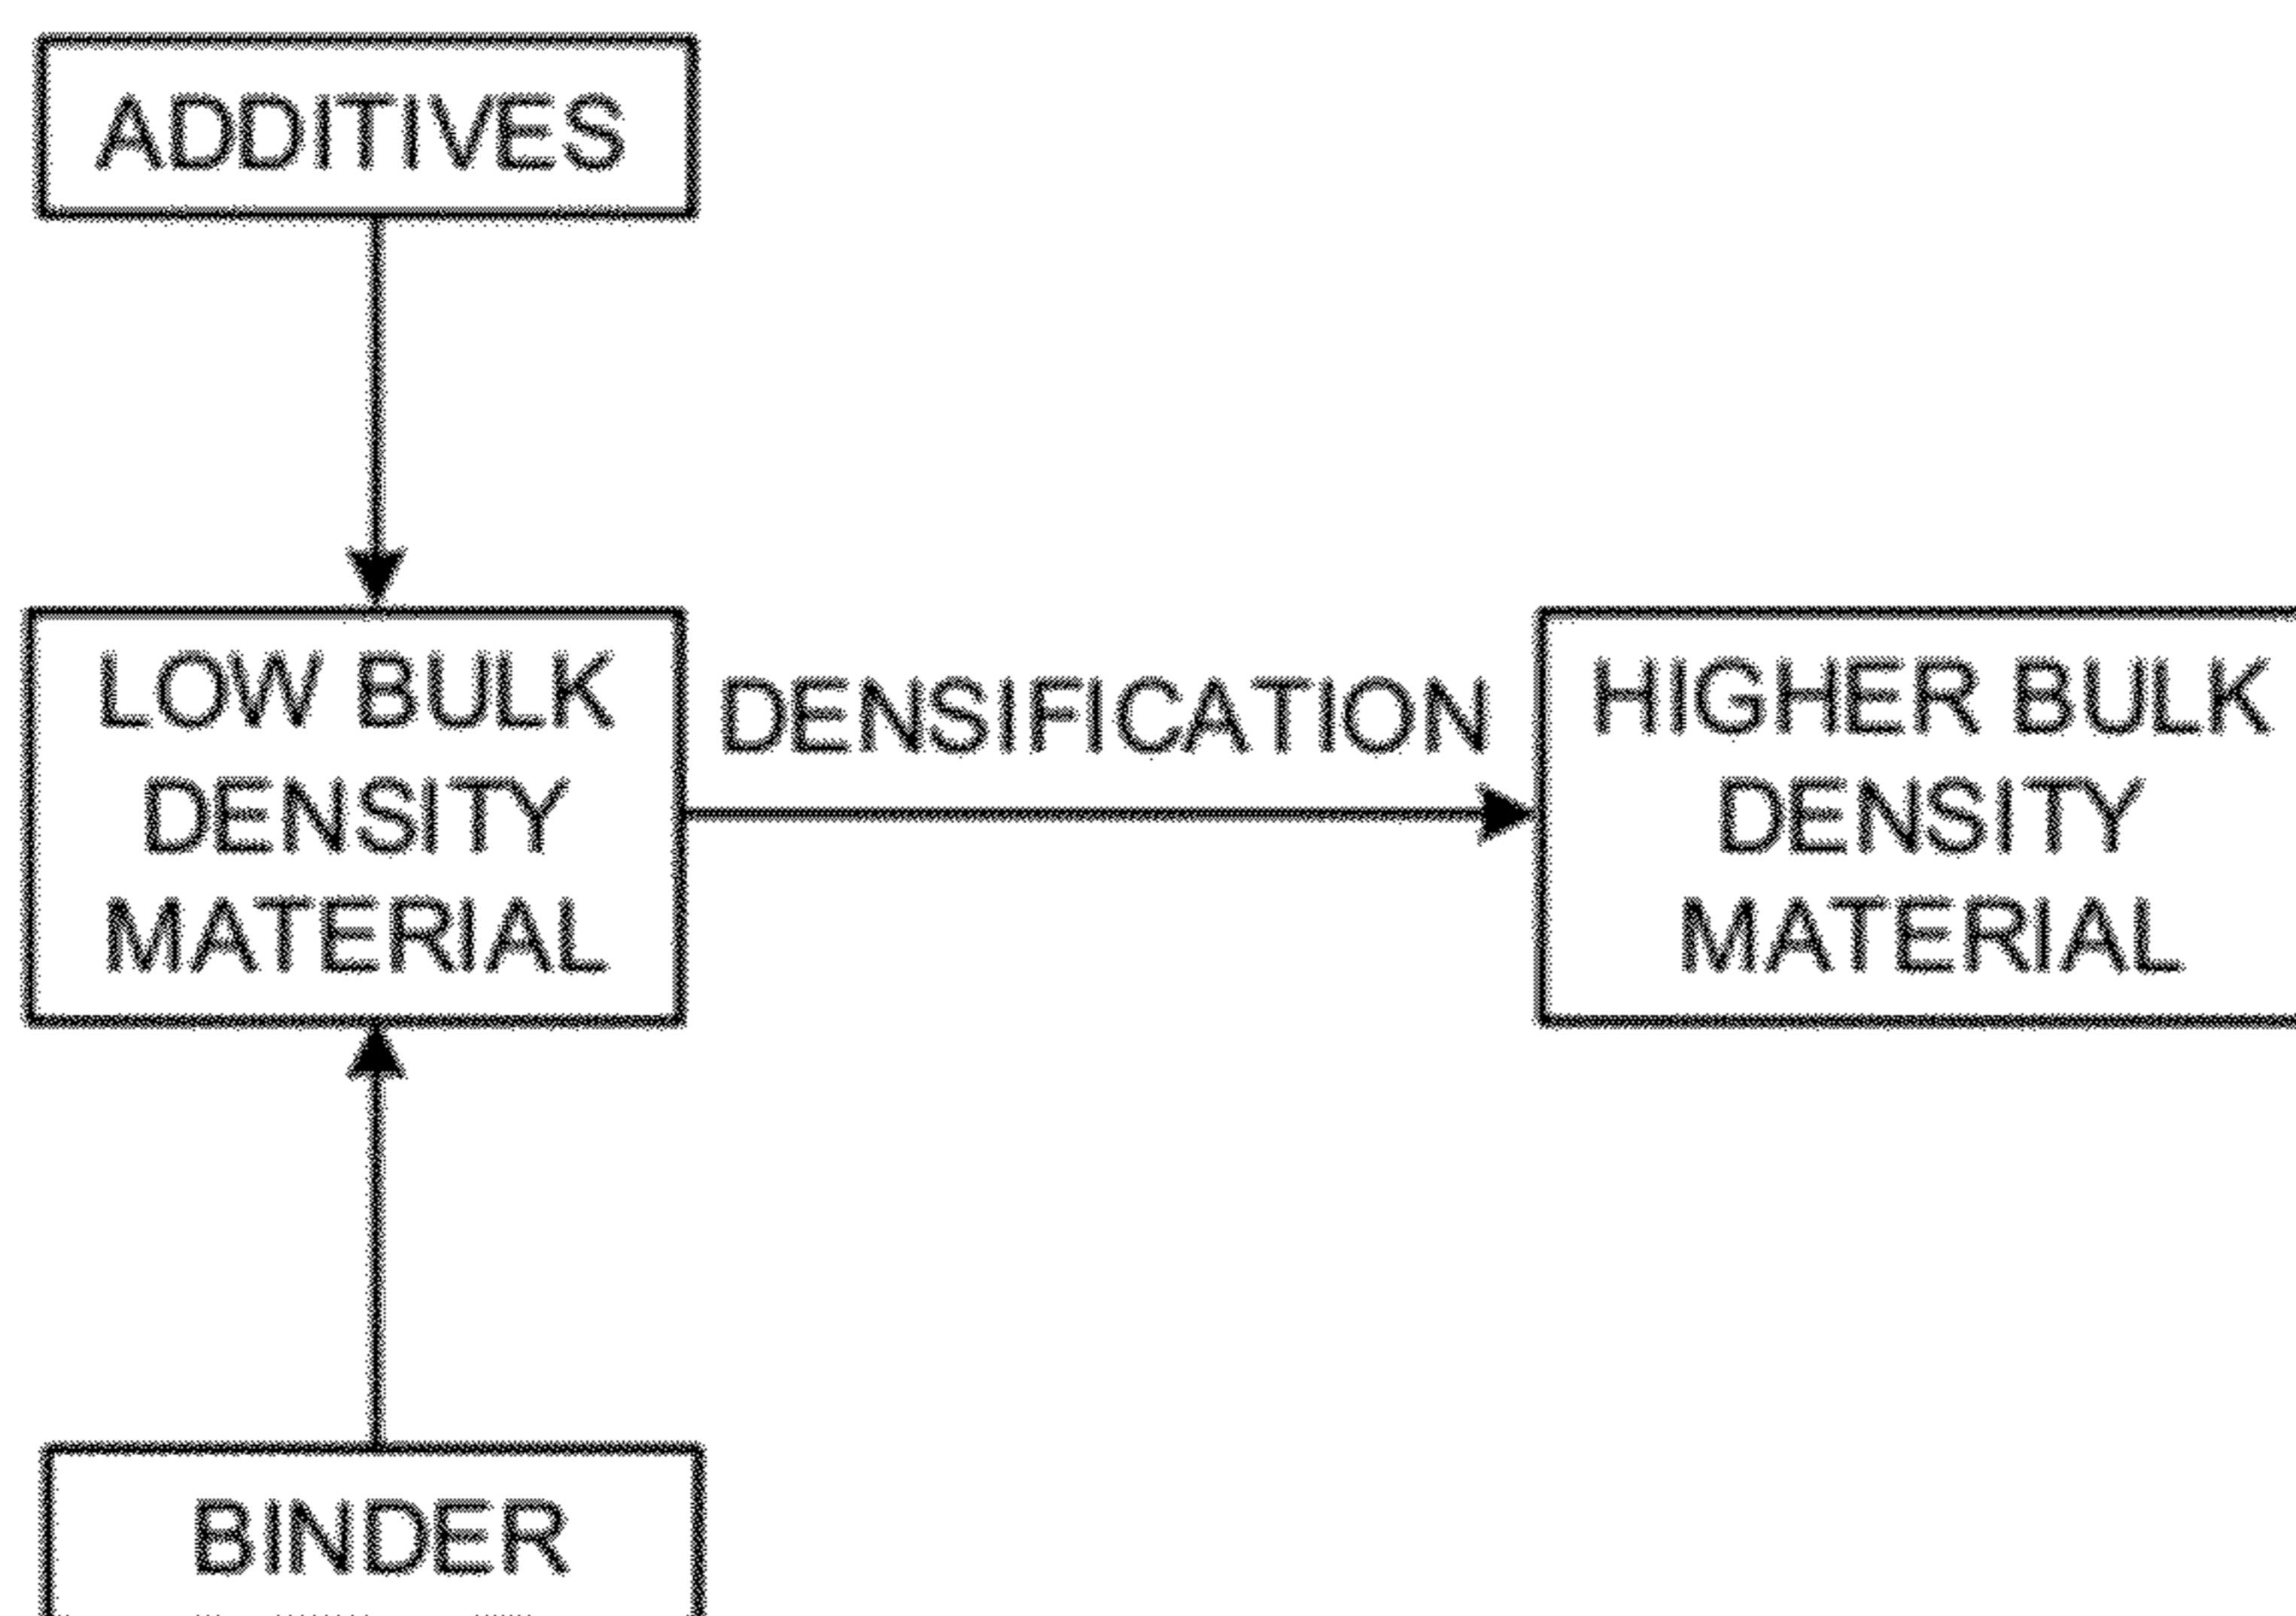 ADDITIVES
LOW BULK
DENSITY
MATERIAL
DENSIFICATION
HIGHER BULK
DENSITY
MATERIAL
BINDER